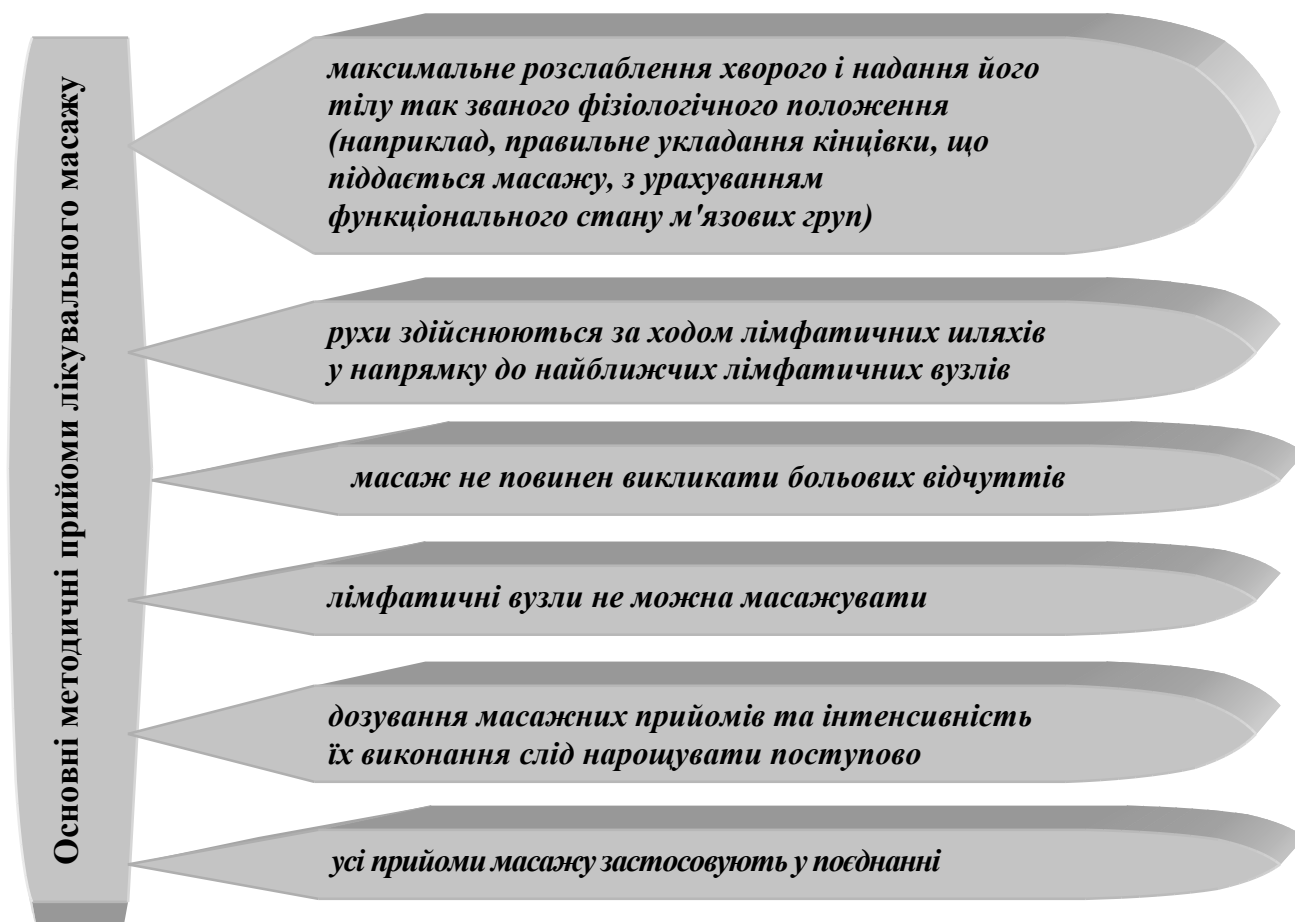 Основні методичні прийоми лікувального масажу
максимальне розслаблення хворого і надання його
тілу так званого фізіологічного положення
(наприклад, правильне укладання кінцівки, що
піддається масажу, з урахуванням
функціонального стану м'язових груп)
рухи здійснюються за ходом лімфатичних шляхів
у напрямку до найближчих лімфатичних вузлів
масаж не повинен викликати больових відчуттів
лімфатичні вузли не можна масажувати
дозування масажних прийомів та інтенсивність
їх виконання слід нарощувати поступово
усі прийоми масажу застосовують у поєднанні